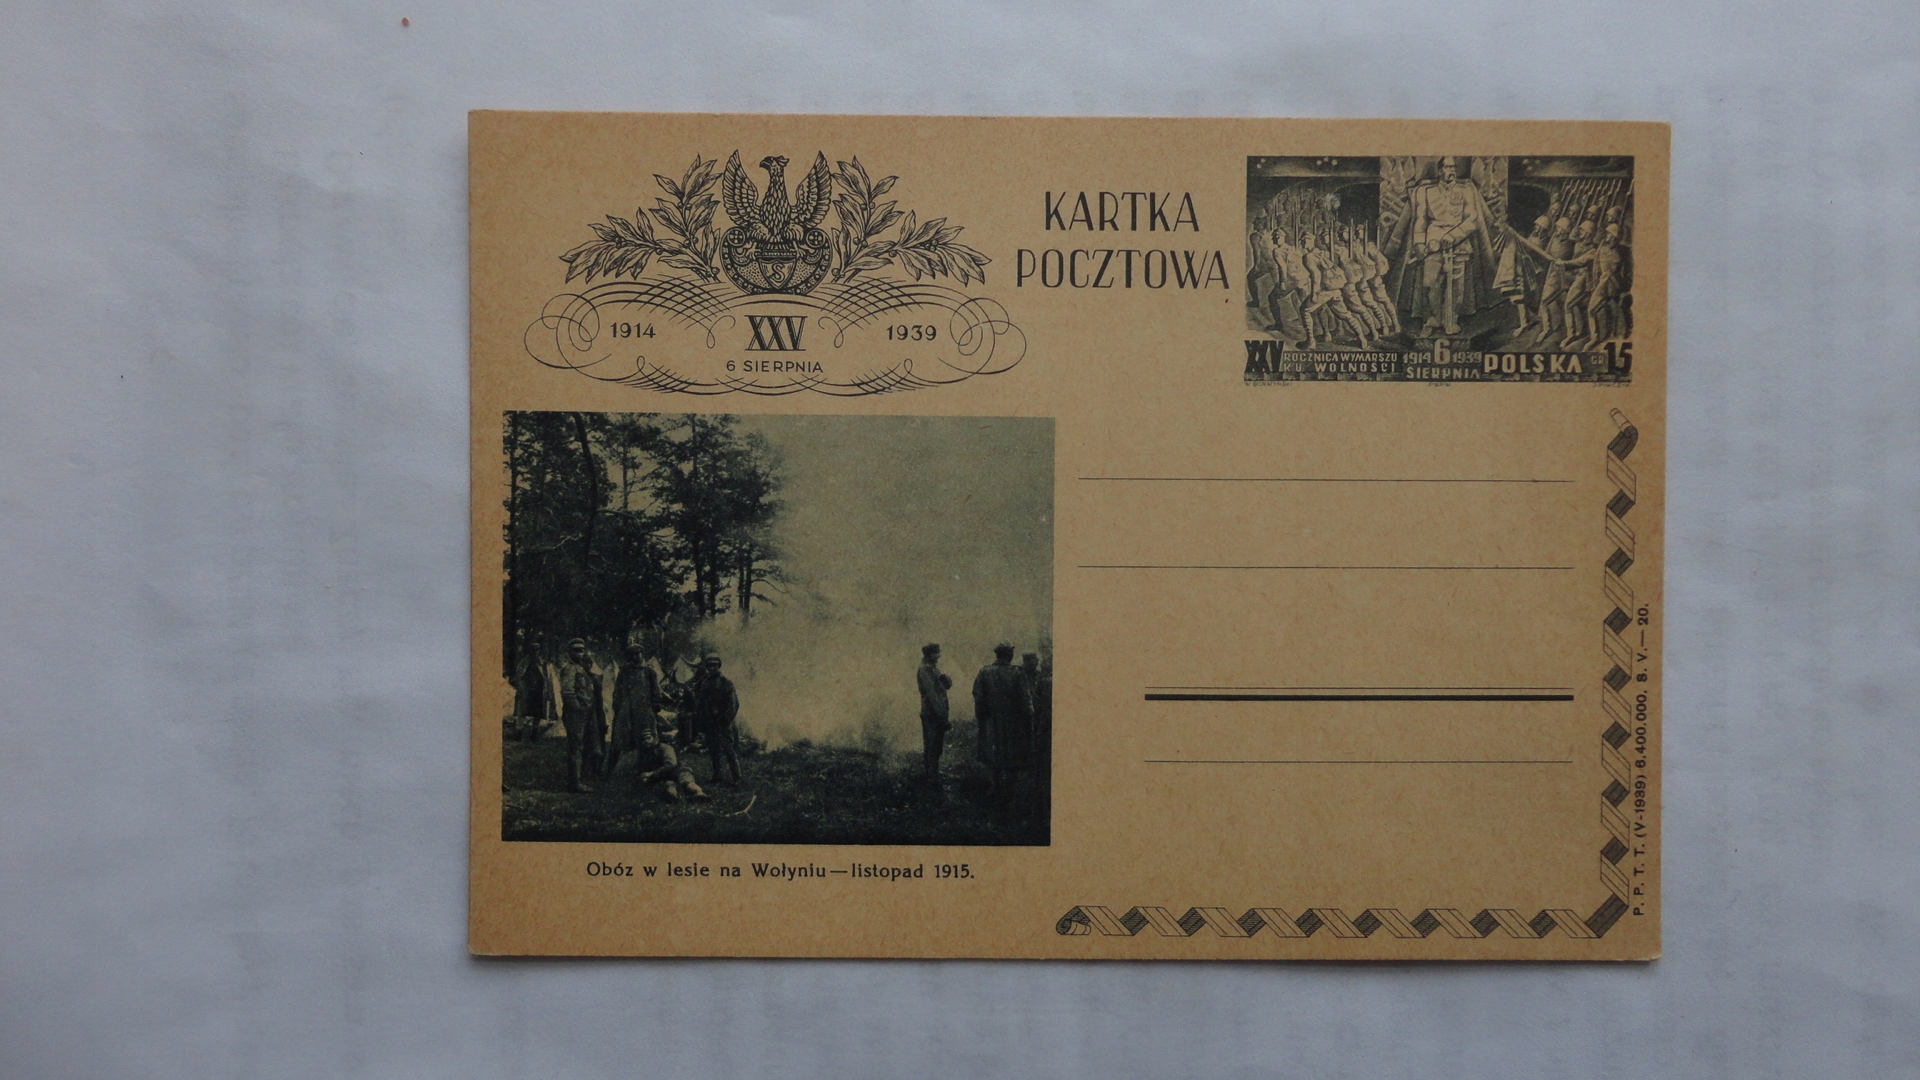 KARTKA
POCZTOWA
S
1914 XXV 1939
6 SIERPNIA
XXV ROCZNICA WYMARSZU
KU WOLNOŚCI
1914 6 1939
SIERPNIA
POLSKA GR 15
Obóz w lesie na Wołyniu — listopad 1915.
P. P. T. T. (V-1939) 6.400.000. S. V. — 20.